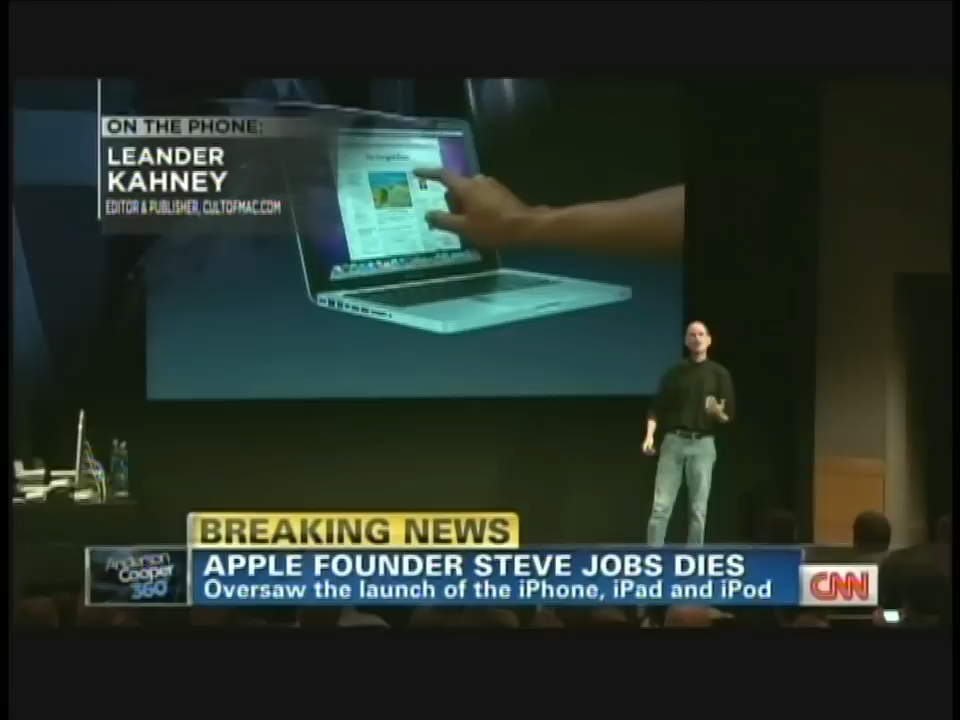 ON THE PHONE:
LEANDER
KAHNEY
EDITOR & PUBLISHER, CULTOFMAC.COM
BREAKING NEWS
APPLE FOUNDER STEVE JOBS DIES
Oversaw the launch of the iPhone, iPad and iPod
Anderson
Cooper
360°
CNN